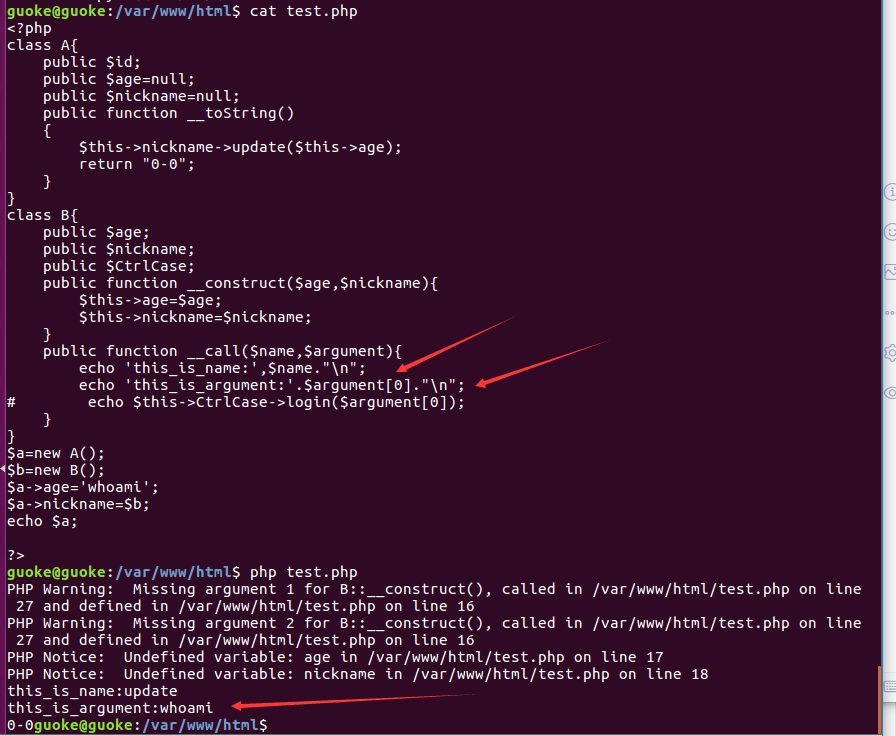 guoke@guoke:/var/www/html$ cat test.php
<?php
class A{
    public $id;
    public $age=null;
    public $nickname=null;
    public function __toString()
    {
        $this->nickname->update($this->age);
        return "0-0";
    }
}
class B{
    public $age;
    public $nickname;
    public $CtrlCase;
    public function __construct($age,$nickname){
        $this->age=$age;
        $this->nickname=$nickname;
    }
    public function __call($name,$argument){
        echo 'this_is_name:',$name."\n";
        echo 'this_is_argument:'.$argument[0]."\n";
#        echo $this->CtrlCase->login($argument[0]);
    }
}
$a=new A();
$b=new B();
$a->age='whoami';
$a->nickname=$b;
echo $a;

?>
guoke@guoke:/var/www/html$ php test.php
PHP Warning:  Missing argument 1 for B::__construct(), called in /var/www/html/test.php on line
 27 and defined in /var/www/html/test.php on line 16
PHP Warning:  Missing argument 2 for B::__construct(), called in /var/www/html/test.php on line
 27 and defined in /var/www/html/test.php on line 16
PHP Notice:  Undefined variable: age in /var/www/html/test.php on line 17
PHP Notice:  Undefined variable: nickname in /var/www/html/test.php on line 18
this_is_name:update
this_is_argument:whoami
0-0guoke@guoke:/var/www/html$